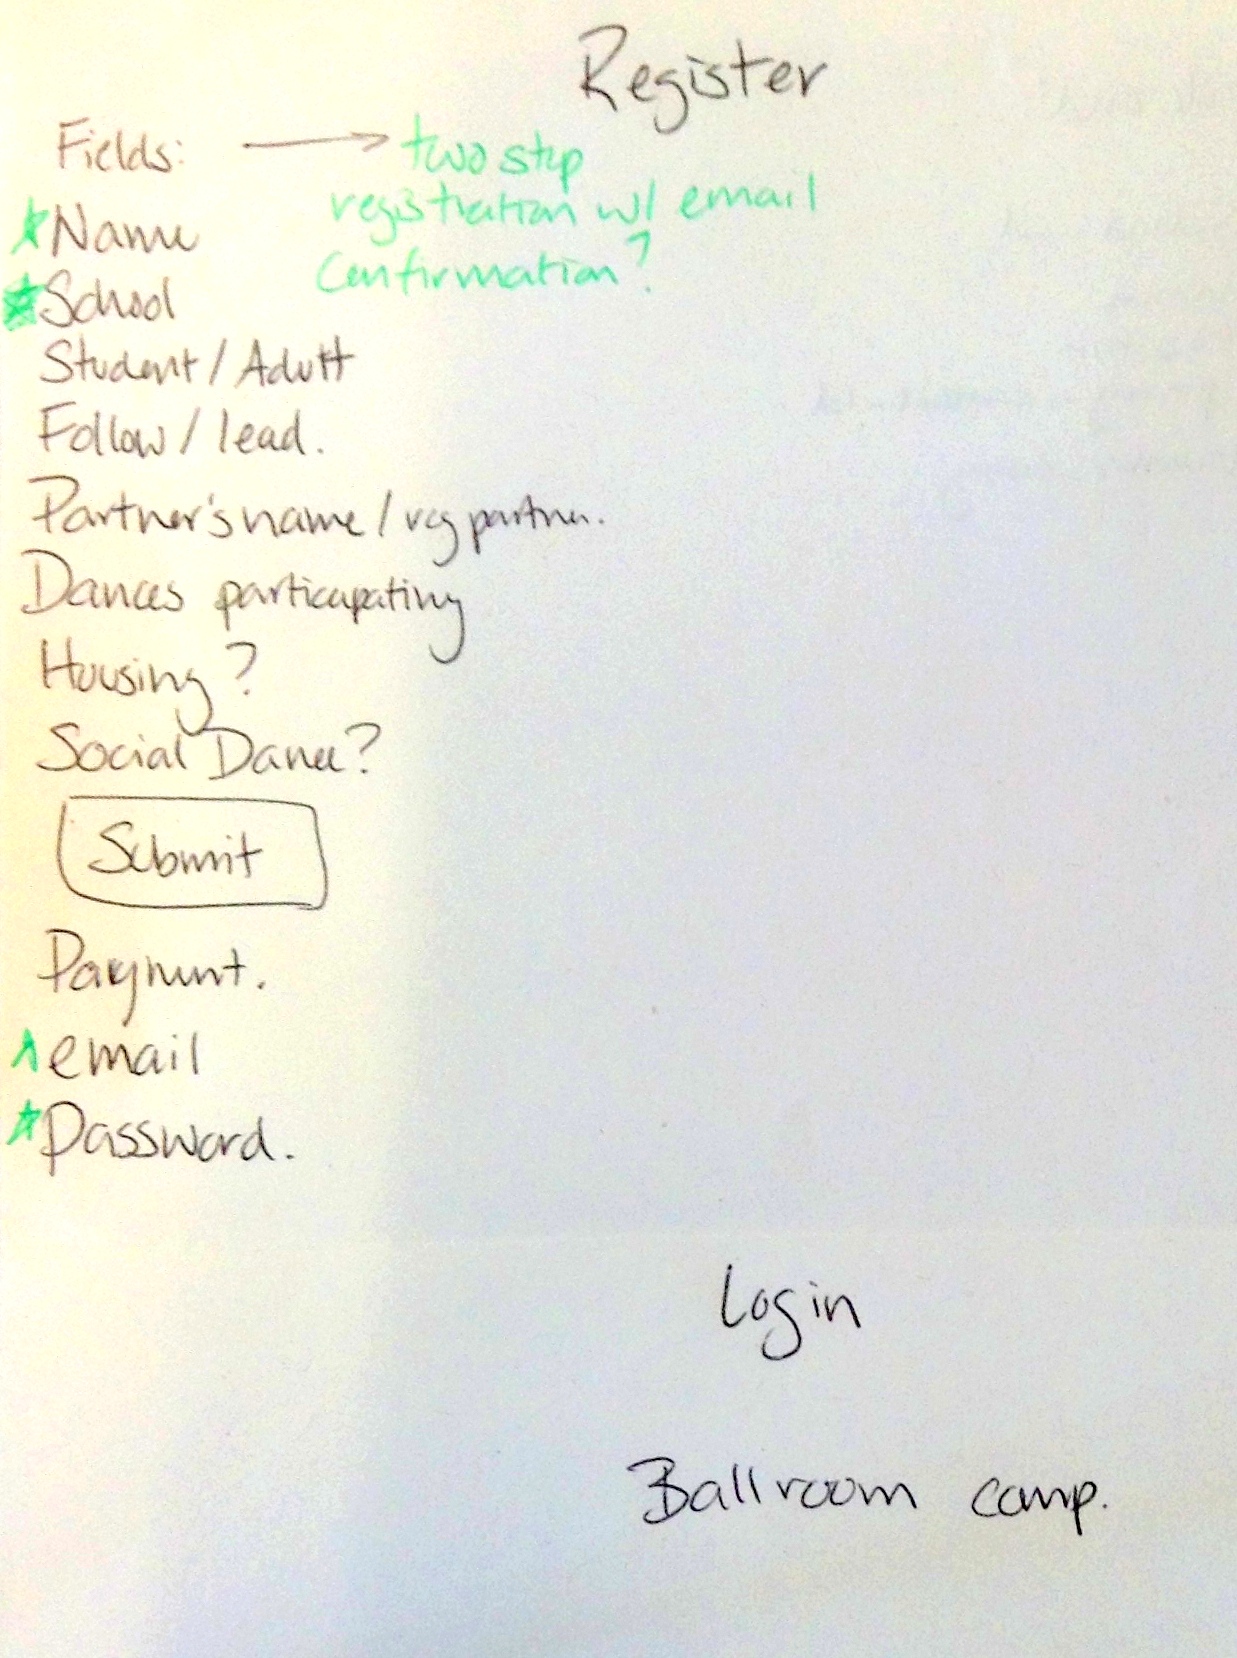 Register
Fields: → two step
registration w/ email
confirmation?
Name
School
Student / Adult
Follow / lead.
Partner's name / req partner.
Dances particapating
Housing?
Social Dance?
Submit
Payment.
email
Password.
Login
Ballroom comp.